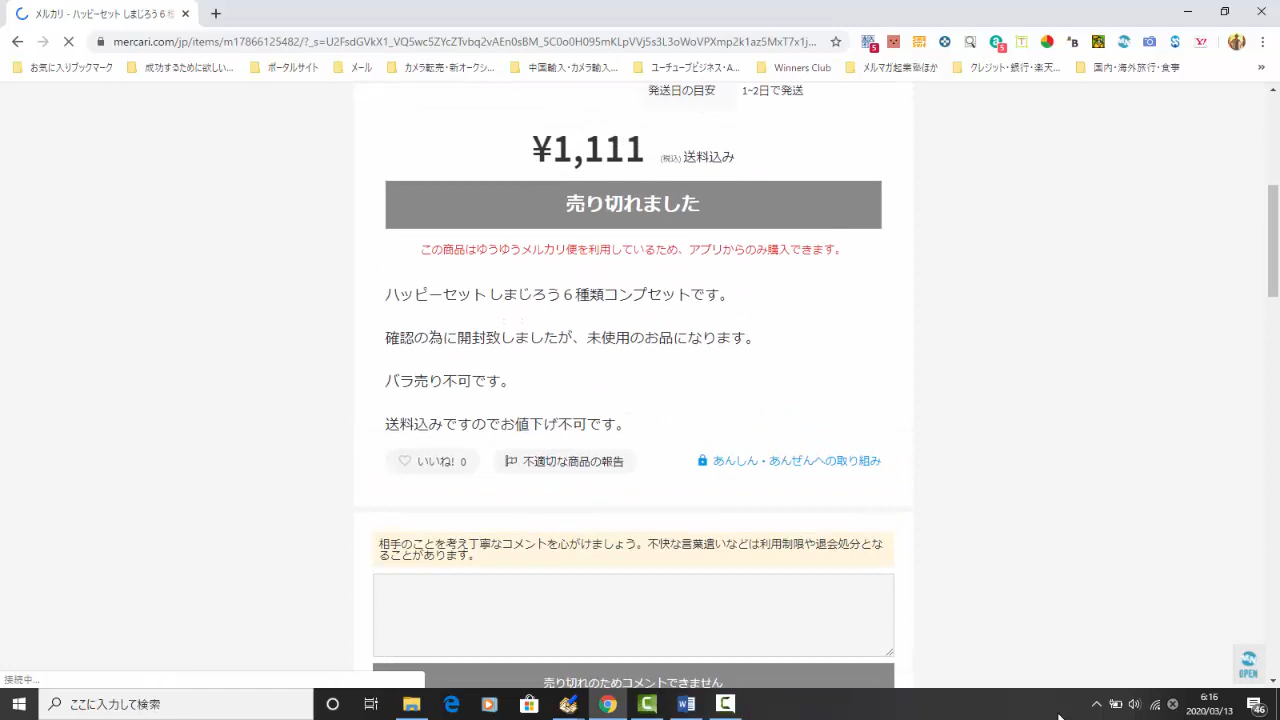 メルカリ - ハッピーセット しまじろう６種
mercari.com/jp/items/m17866125482/?_s=U2FsdGVkX1
お気に入りブックマーク
成功するために欲しい...
ポータルサイト
メール
カメラ転売・新オークシ...
中国輸入・カメラ輸入...
ユーチューブビジネス・A...
Winners Club
メルマガ起業塾ほか
クレジット・銀行・楽天...
国内・海外旅行・食事
»
発送日の目安 1~2日で発送
¥1,111 (税込) 送料込み
売り切れました
この商品はゆうゆうメルカリ便を利用しているため、アプリからのみ購入できます。
ハッピーセット しまじろう６種類コンプセットです。
確認の為に開封致しましたが、未使用のお品になります。
バラ売り不可です。
送料込みですのでお値下げ不可です。
いいね! 0
不適切な商品の報告
あんしん・あんぜんへの取り組み
相手のことを考え丁寧なコメントを心がけましょう。不快な言葉遣いなどは利用制限や退会処分とな
ることがあります。
売り切れのためコメントできません
OPEN
接続中...
ここに入力して検索
6:16
2020/03/13
46